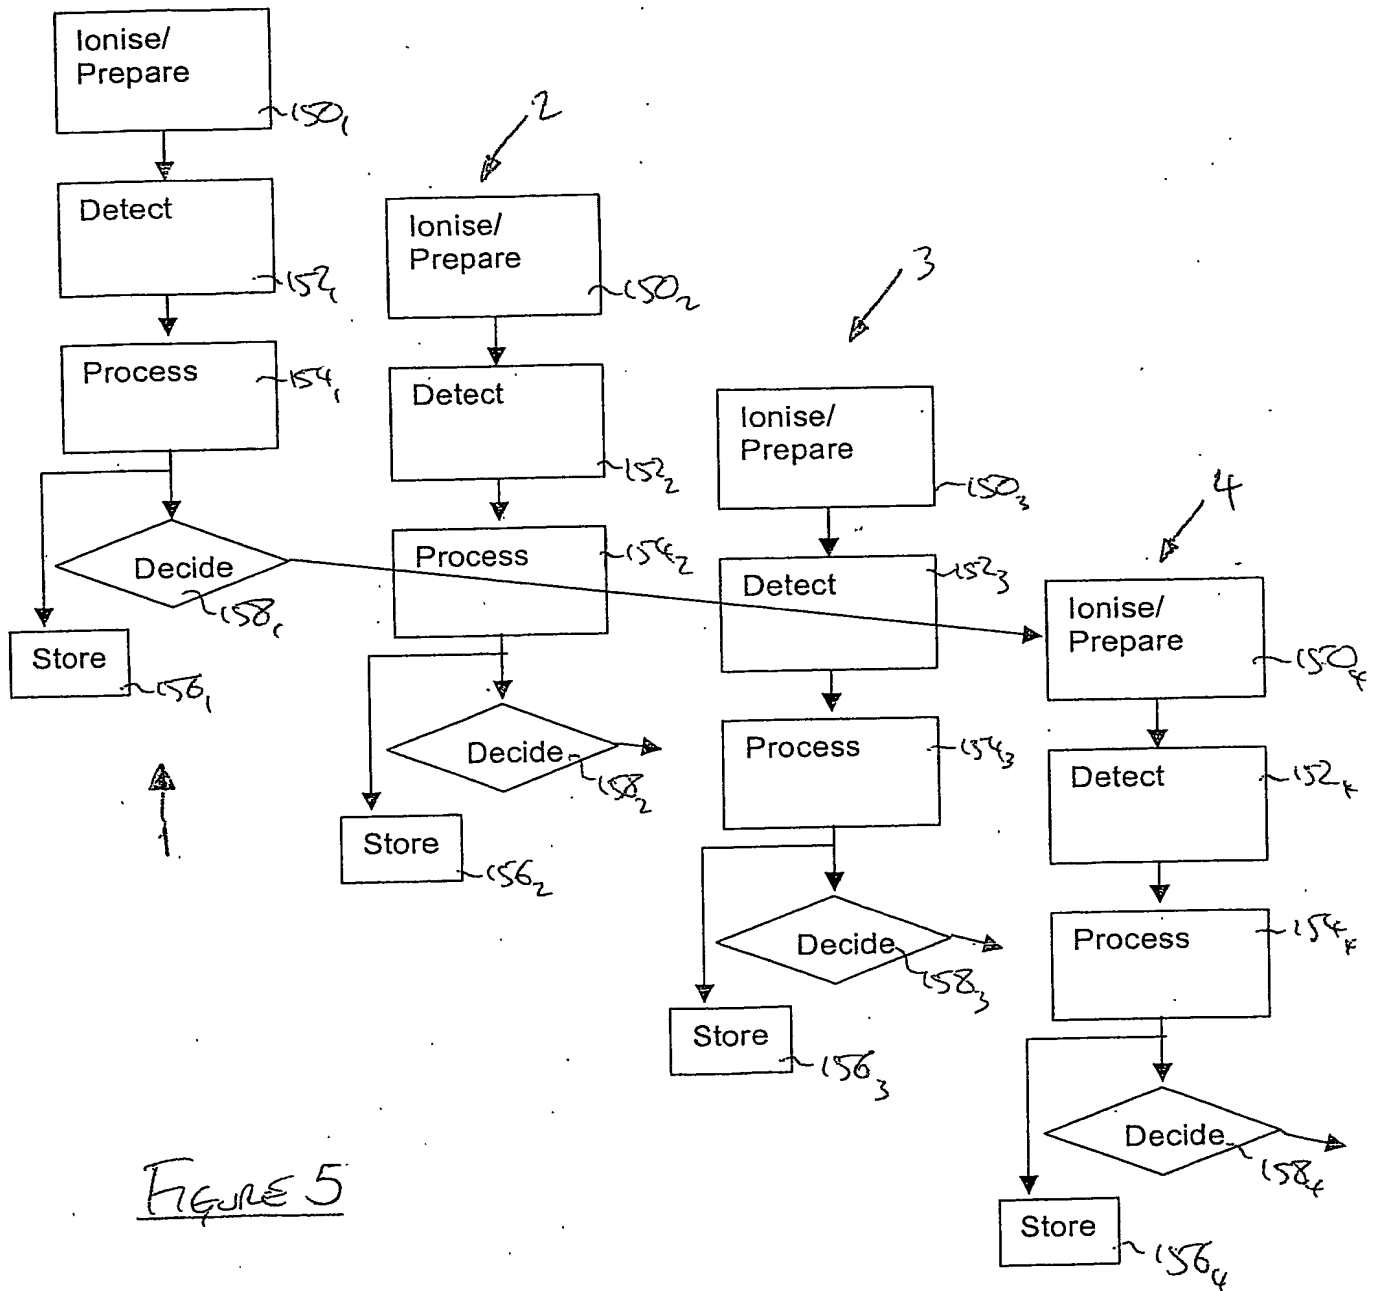 Ionise/
Prepare
150₁
Detect
152₁
Process
154₁
Decide
158₁
Store
156₁
2
Ionise/
Prepare
150₂
Detect
152₂
Process
154₂
Decide
158₂
Store
156₂
3
Ionise/
Prepare
150₃
Detect
152₃
Process
154₃
Decide
158₃
Store
156₃
4
Ionise/
Prepare
150₄
Detect
152₄
Process
154₄
Decide
158₄
Store
156₄
FIGURE 5